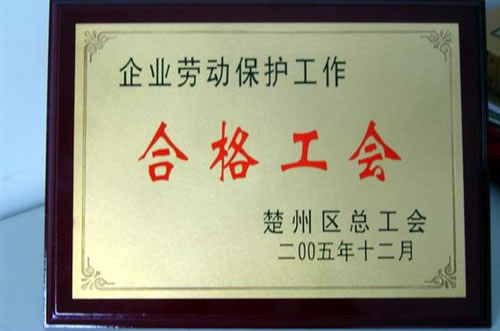 企业劳动保护工作
合格工会
楚州区总工会
二00五年十二月